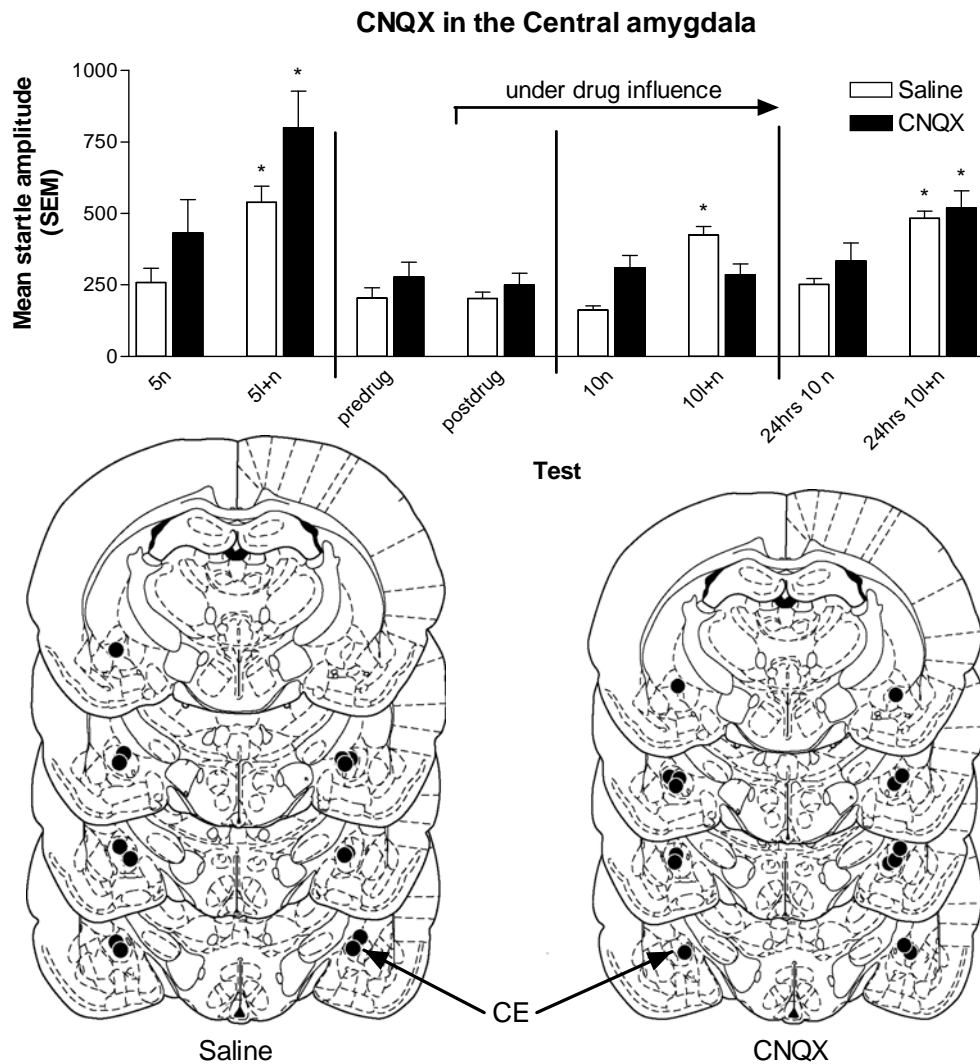 CNQX in the Central amygdala
Mean startle amplitude
(SEM)
1000
750
500
250
0
*
*
*
*
*
under drug influence
Saline
CNQX
5n
5l+n
predrug
postdrug
10n
10l+n
24hrs 10 n
24hrs 10l+n
Test
CE
Saline
CNQX